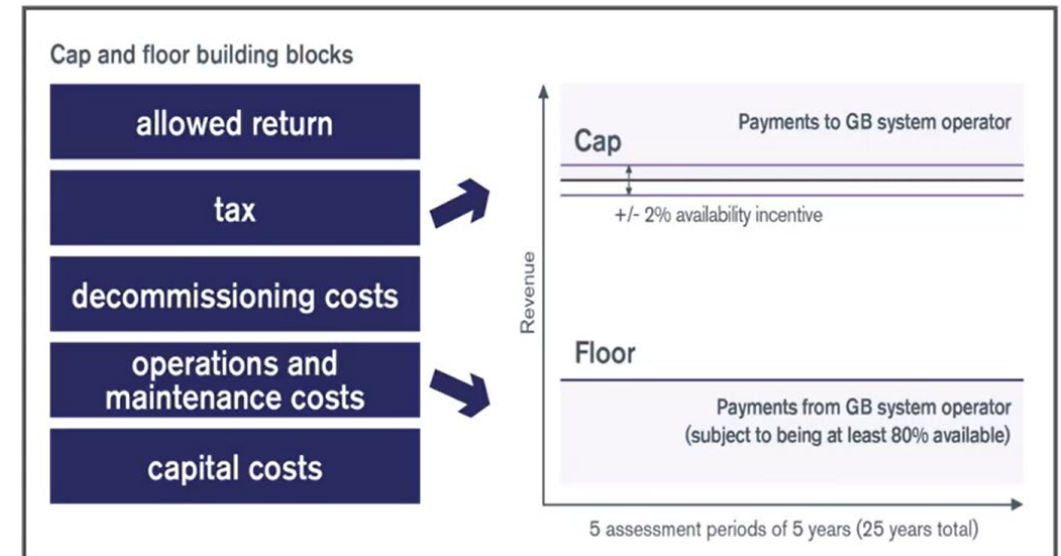 Cap and floor building blocks
allowed return
tax
decommissioning costs
operations and
maintenance costs
capital costs
Revenue
Payments to GB system operator
Cap
+/- 2% availability incentive
Floor
Payments from GB system operator
(subject to being at least 80% available)
5 assessment periods of 5 years (25 years total)